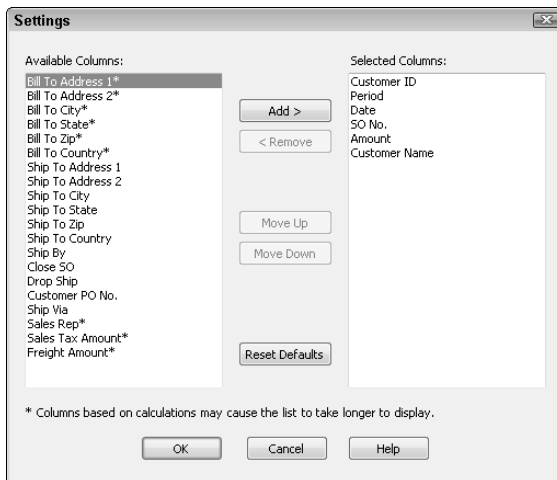 Settings
Available Columns:
Bill To Address 1*
Bill To Address 2*
Bill To City*
Bill To State*
Bill To Zip*
Bill To Country*
Ship To Address 1
Ship To Address 2
Ship To City
Ship To State
Ship To Zip
Ship To Country
Ship By
Close SO
Drop Ship
Customer PO No.
Ship Via
Sales Rep*
Sales Tax Amount*
Freight Amount*
Add >
< Remove
Move Up
Move Down
Reset Defaults
Selected Columns:
Customer ID
Period
Date
SO No.
Amount
Customer Name
* Columns based on calculations may cause the list to take longer to display.
OK
Cancel
Help